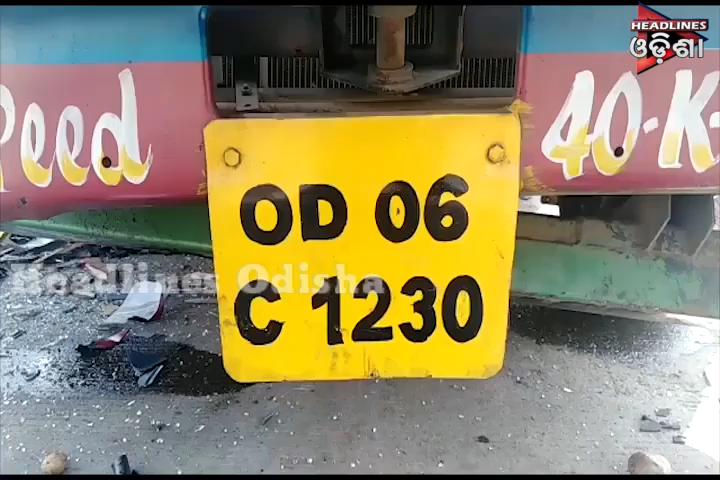 HEADLINES
ଓଡ଼ିଶା
peed
40-K
OD 06
C 1230
Headlines Odisha